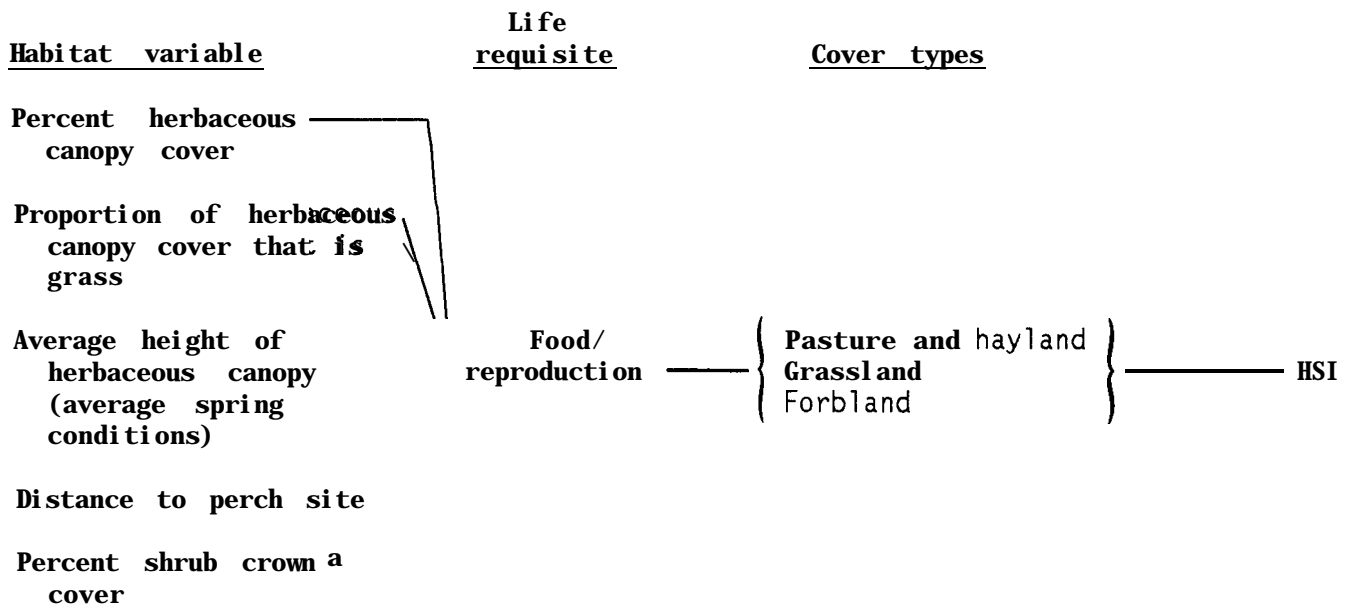 Life
Habitat variable requisite Cover types
Percent herbaceous
canopy cover
Proportion of herbaceous
canopy cover that is
grass
Average height of
herbaceous canopy
(average spring
conditions)
Food/
reproduction
Pasture and hayland
Grassland
Forbland
HSI
Distance to perch site
Percent shrub crown a
cover